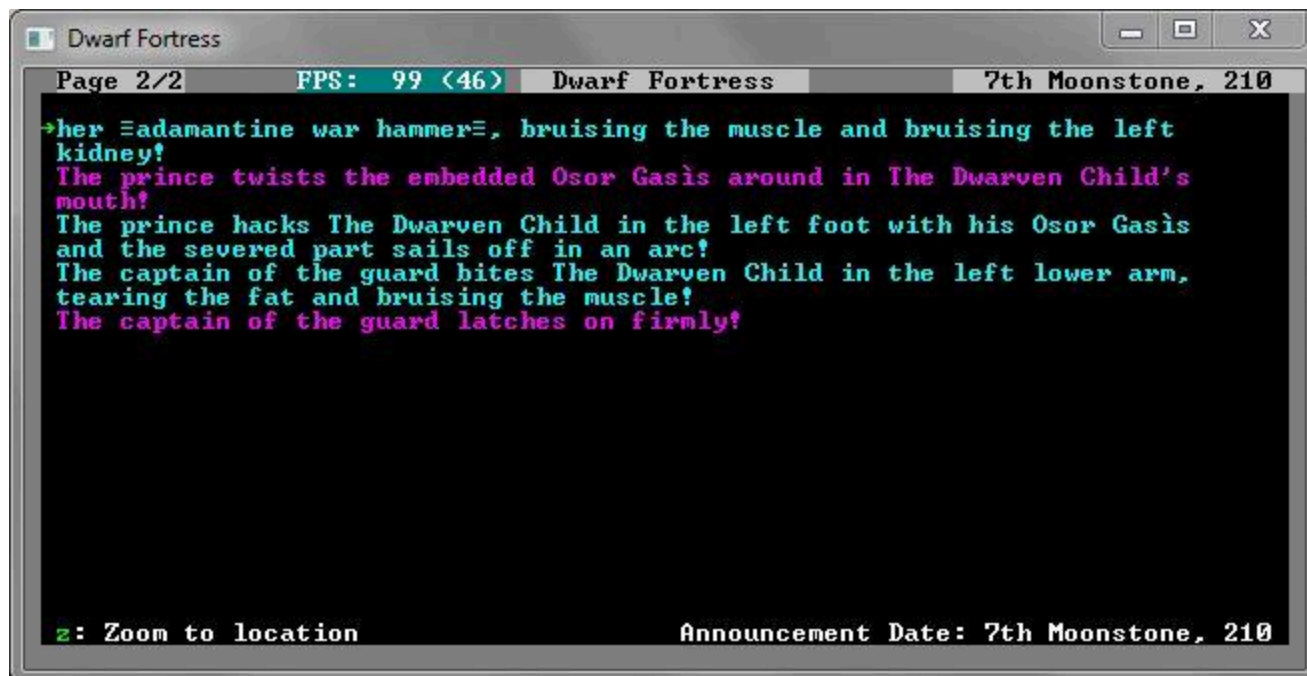 Dwarf Fortress
Page 2/2 FPS: 99 (46) Dwarf Fortress 7th Moonstone, 210
→her ≡adamantine war hammer≡, bruising the muscle and bruising the left
kidney!
The prince twists the embedded Osor Gasìs around in The Dwarven Child's
mouth!
The prince hacks The Dwarven Child in the left foot with his Osor Gasìs
and the severed part sails off in an arc!
The captain of the guard bites The Dwarven Child in the left lower arm,
tearing the fat and bruising the muscle!
The captain of the guard latches on firmly!
z: Zoom to location Announcement Date: 7th Moonstone, 210